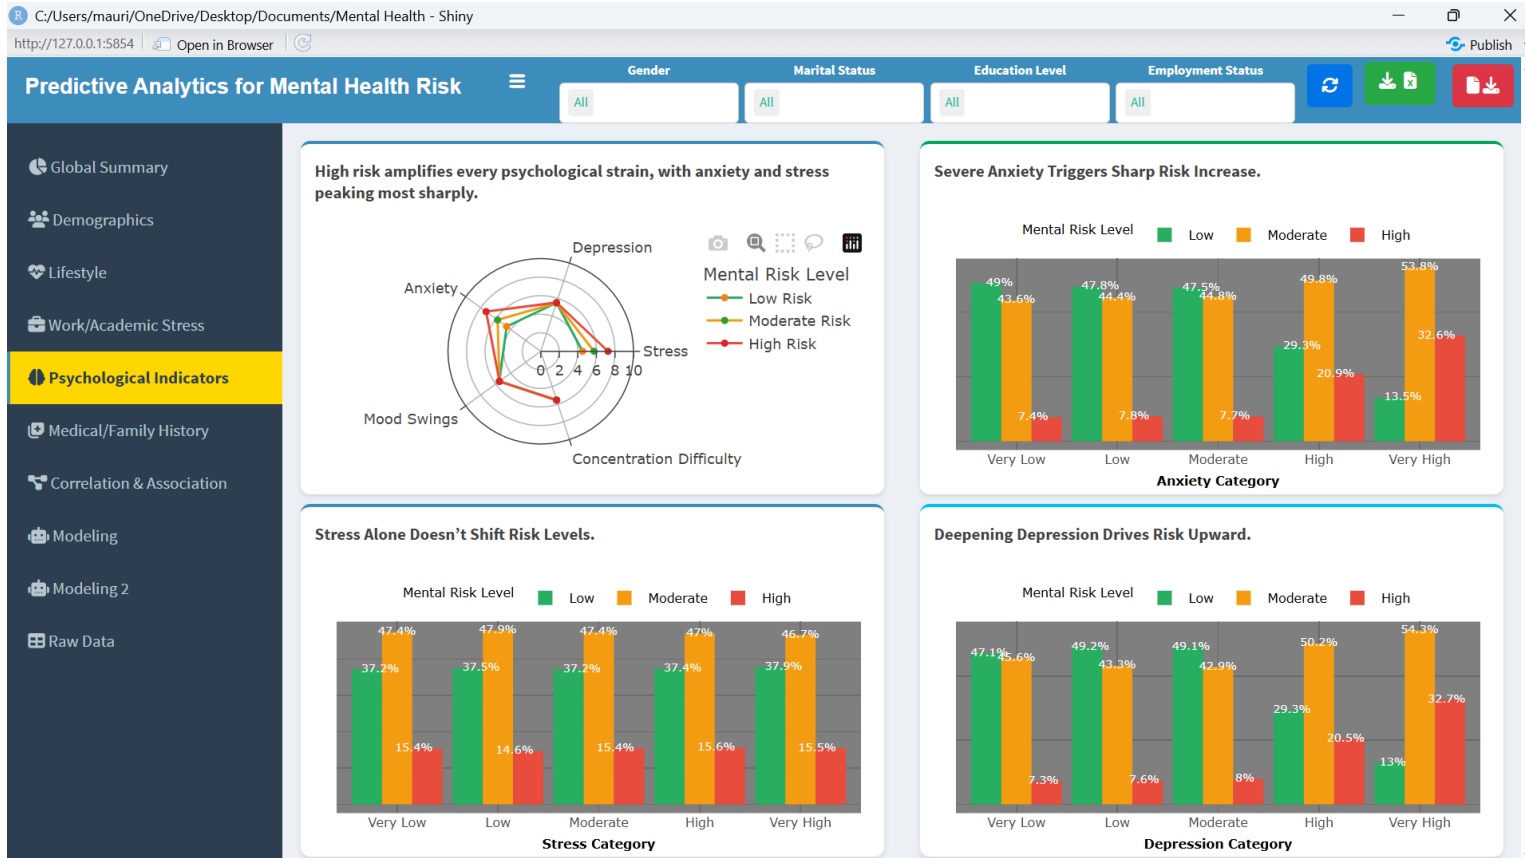 C:/Users/mauri/OneDrive/Desktop/Documents/Mental Health - Shiny
http://127.0.0.1:5854
Open in Browser
Publish
Predictive Analytics for Mental Health Risk
Gender
Marital Status
Education Level
Employment Status
All
All
All
All
Global Summary
Demographics
Lifestyle
Work/Academic Stress
Psychological Indicators
Medical/Family History
Correlation & Association
Modeling
Modeling 2
Raw Data
High risk amplifies every psychological strain, with anxiety and stress
peaking most sharply.
Depression
Anxiety
Stress
Mood Swings
Concentration Difficulty
0 2 4 6 8 10
Mental Risk Level
Low Risk
Moderate Risk
High Risk
Severe Anxiety Triggers Sharp Risk Increase.
Mental Risk Level Low Moderate High
49% 43.6% 7.4%
47.8% 44.4% 7.8%
47.5% 44.8% 7.7%
29.3% 49.8% 20.9%
13.5% 53.8% 32.6%
Very Low Low Moderate High Very High
Anxiety Category
Stress Alone Doesn’t Shift Risk Levels.
Mental Risk Level Low Moderate High
37.2% 47.4% 15.4%
37.5% 47.9% 14.6%
37.2% 47.4% 15.4%
37.4% 47% 15.6%
37.9% 46.7% 15.5%
Very Low Low Moderate High Very High
Stress Category
Deepening Depression Drives Risk Upward.
Mental Risk Level Low Moderate High
47.1% 45.6% 7.3%
49.2% 43.3% 7.6%
49.1% 42.9% 8%
29.3% 50.2% 20.5%
13% 54.3% 32.7%
Very Low Low Moderate High Very High
Depression Category